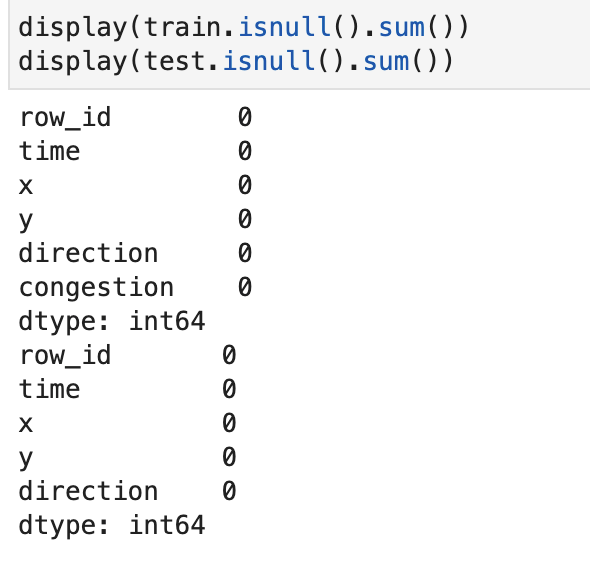 display(train.isnull().sum())
display(test.isnull().sum())
row_id 0
time 0
x 0
y 0
direction 0
congestion 0
dtype: int64
row_id 0
time 0
x 0
y 0
direction 0
dtype: int64